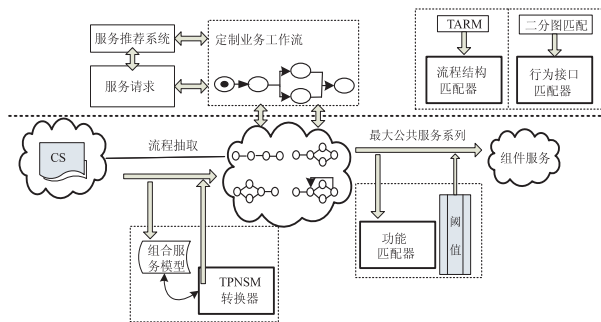 服务推荐系统
服务请求
定制业务工作流
TARM
流程结构
匹配器
二分图匹配
行为接口
匹配器
CS
流程抽取
最大公共服务系列
组件服务
组合服
务模型
TPNSM
转换器
功能
匹配器
阈
值